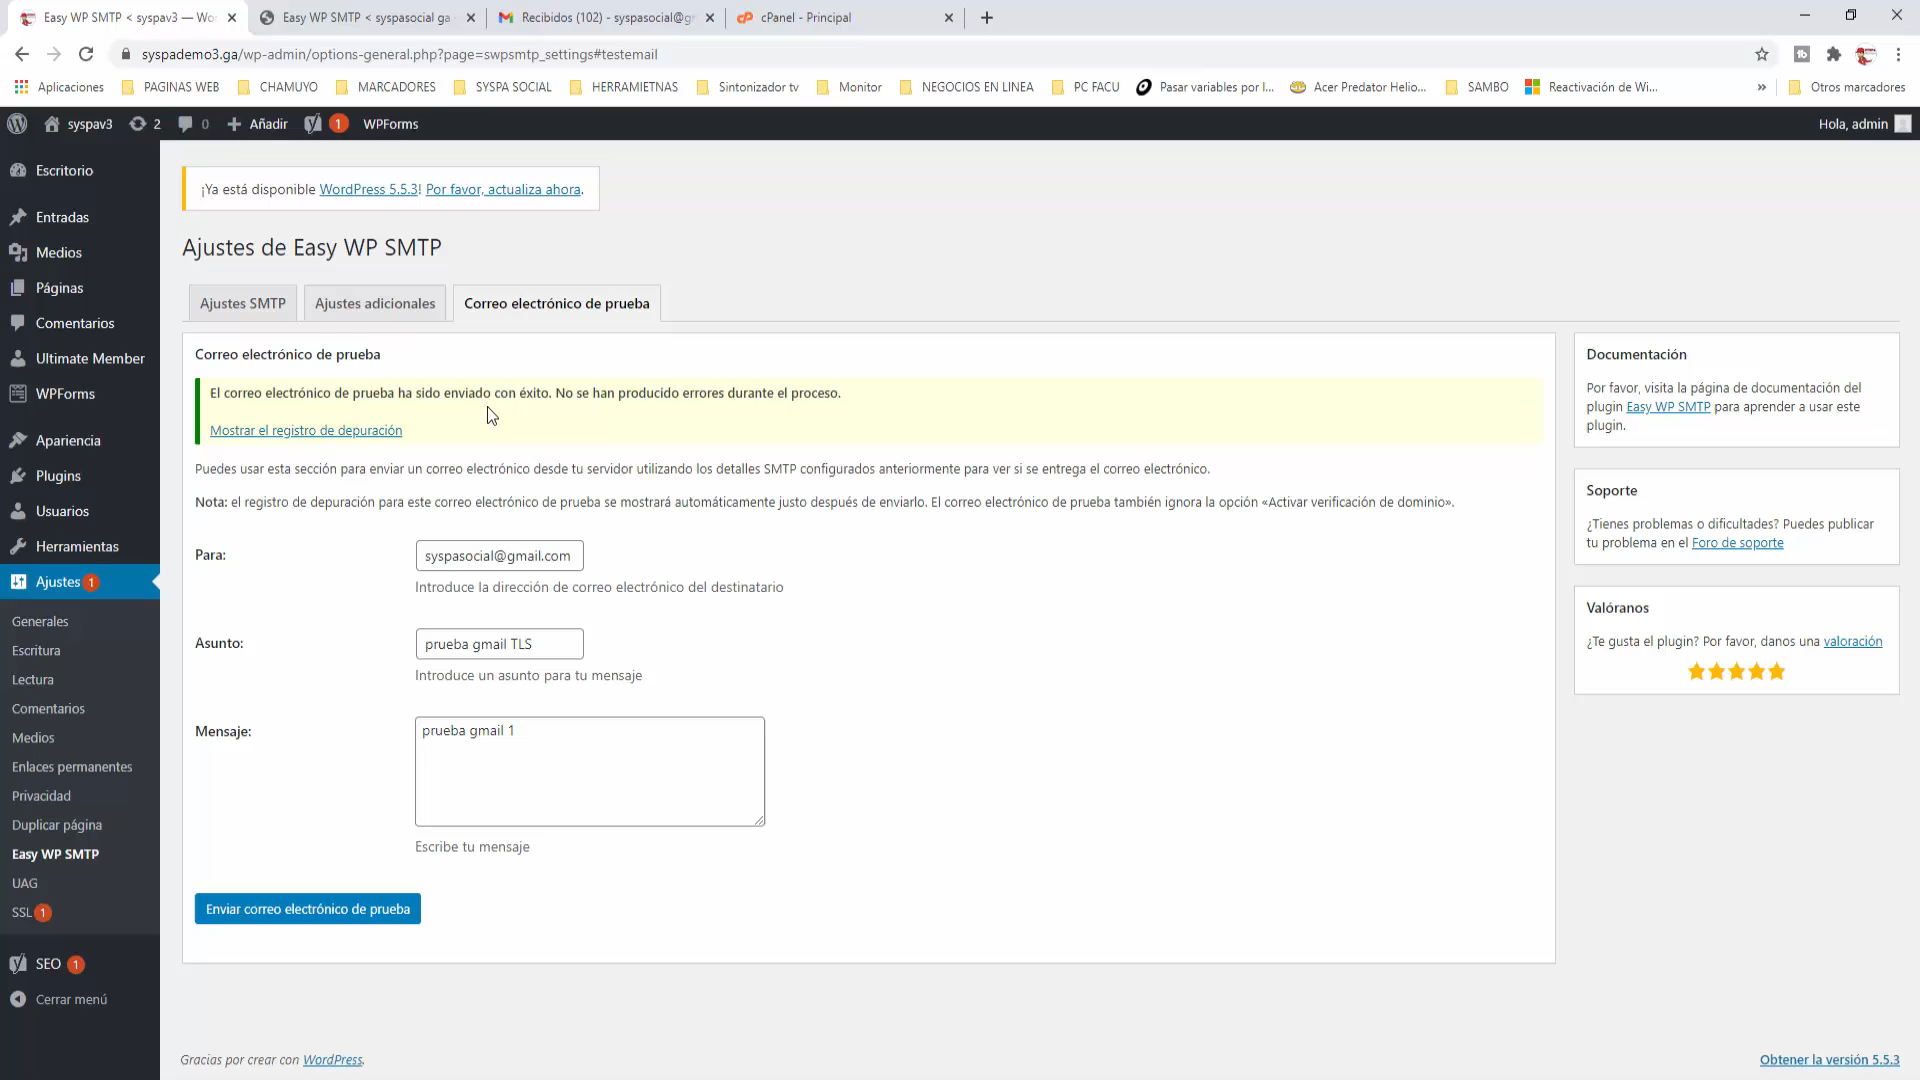 Easy WP SMTP < syspav3 — Wo
Easy WP SMTP < syspasocial ga
Recibidos (102) - syspasocial@g
cPanel - Principal
syspademo3.ga/wp-admin/options-general.php?page=swpsmtp_settings#testemail
Aplicaciones
PAGINAS WEB
CHAMUYO
MARCADORES
SYSPA SOCIAL
HERRAMIETNAS
Sintonizador tv
Monitor
NEGOCIOS EN LINEA
PC FACU
Pasar variables por l...
Acer Predator Helio...
SAMBO
Reactivación de Wi...
»
Otros marcadores
syspav3
2
0
Añadir
1
WPForms
Hola, admin
Escritorio
Entradas
Medios
Páginas
Comentarios
Ultimate Member
WPForms
Apariencia
Plugins
Usuarios
Herramientas
Ajustes 1
Generales
Escritura
Lectura
Comentarios
Medios
Enlaces permanentes
Privacidad
Duplicar página
Easy WP SMTP
UAG
SSL 1
SEO 1
Cerrar menú
¡Ya está disponible WordPress 5.5.3! Por favor, actualiza ahora.
Ajustes de Easy WP SMTP
Ajustes SMTP
Ajustes adicionales
Correo electrónico de prueba
Correo electrónico de prueba
El correo electrónico de prueba ha sido enviado con éxito. No se han producido errores durante el proceso.
Mostrar el registro de depuración
Puedes usar esta sección para enviar un correo electrónico desde tu servidor utilizando los detalles SMTP configurados anteriormente para ver si se entrega el correo electrónico.
Nota: el registro de depuración para este correo electrónico de prueba se mostrará automáticamente justo después de enviarlo. El correo electrónico de prueba también ignora la opción «Activar verificación de dominio».
Para:
syspasocial@gmail.com
Introduce la dirección de correo electrónico del destinatario
Asunto:
prueba gmail TLS
Introduce un asunto para tu mensaje
Mensaje:
prueba gmail 1
Escribe tu mensaje
Enviar correo electrónico de prueba
Documentación
Por favor, visita la página de documentación del
plugin Easy WP SMTP para aprender a usar este
plugin.
Soporte
¿Tienes problemas o dificultades? Puedes publicar
tu problema en el Foro de soporte
Valóranos
¿Te gusta el plugin? Por favor, danos una valoración
Gracias por crear con WordPress.
Obtener la versión 5.5.3